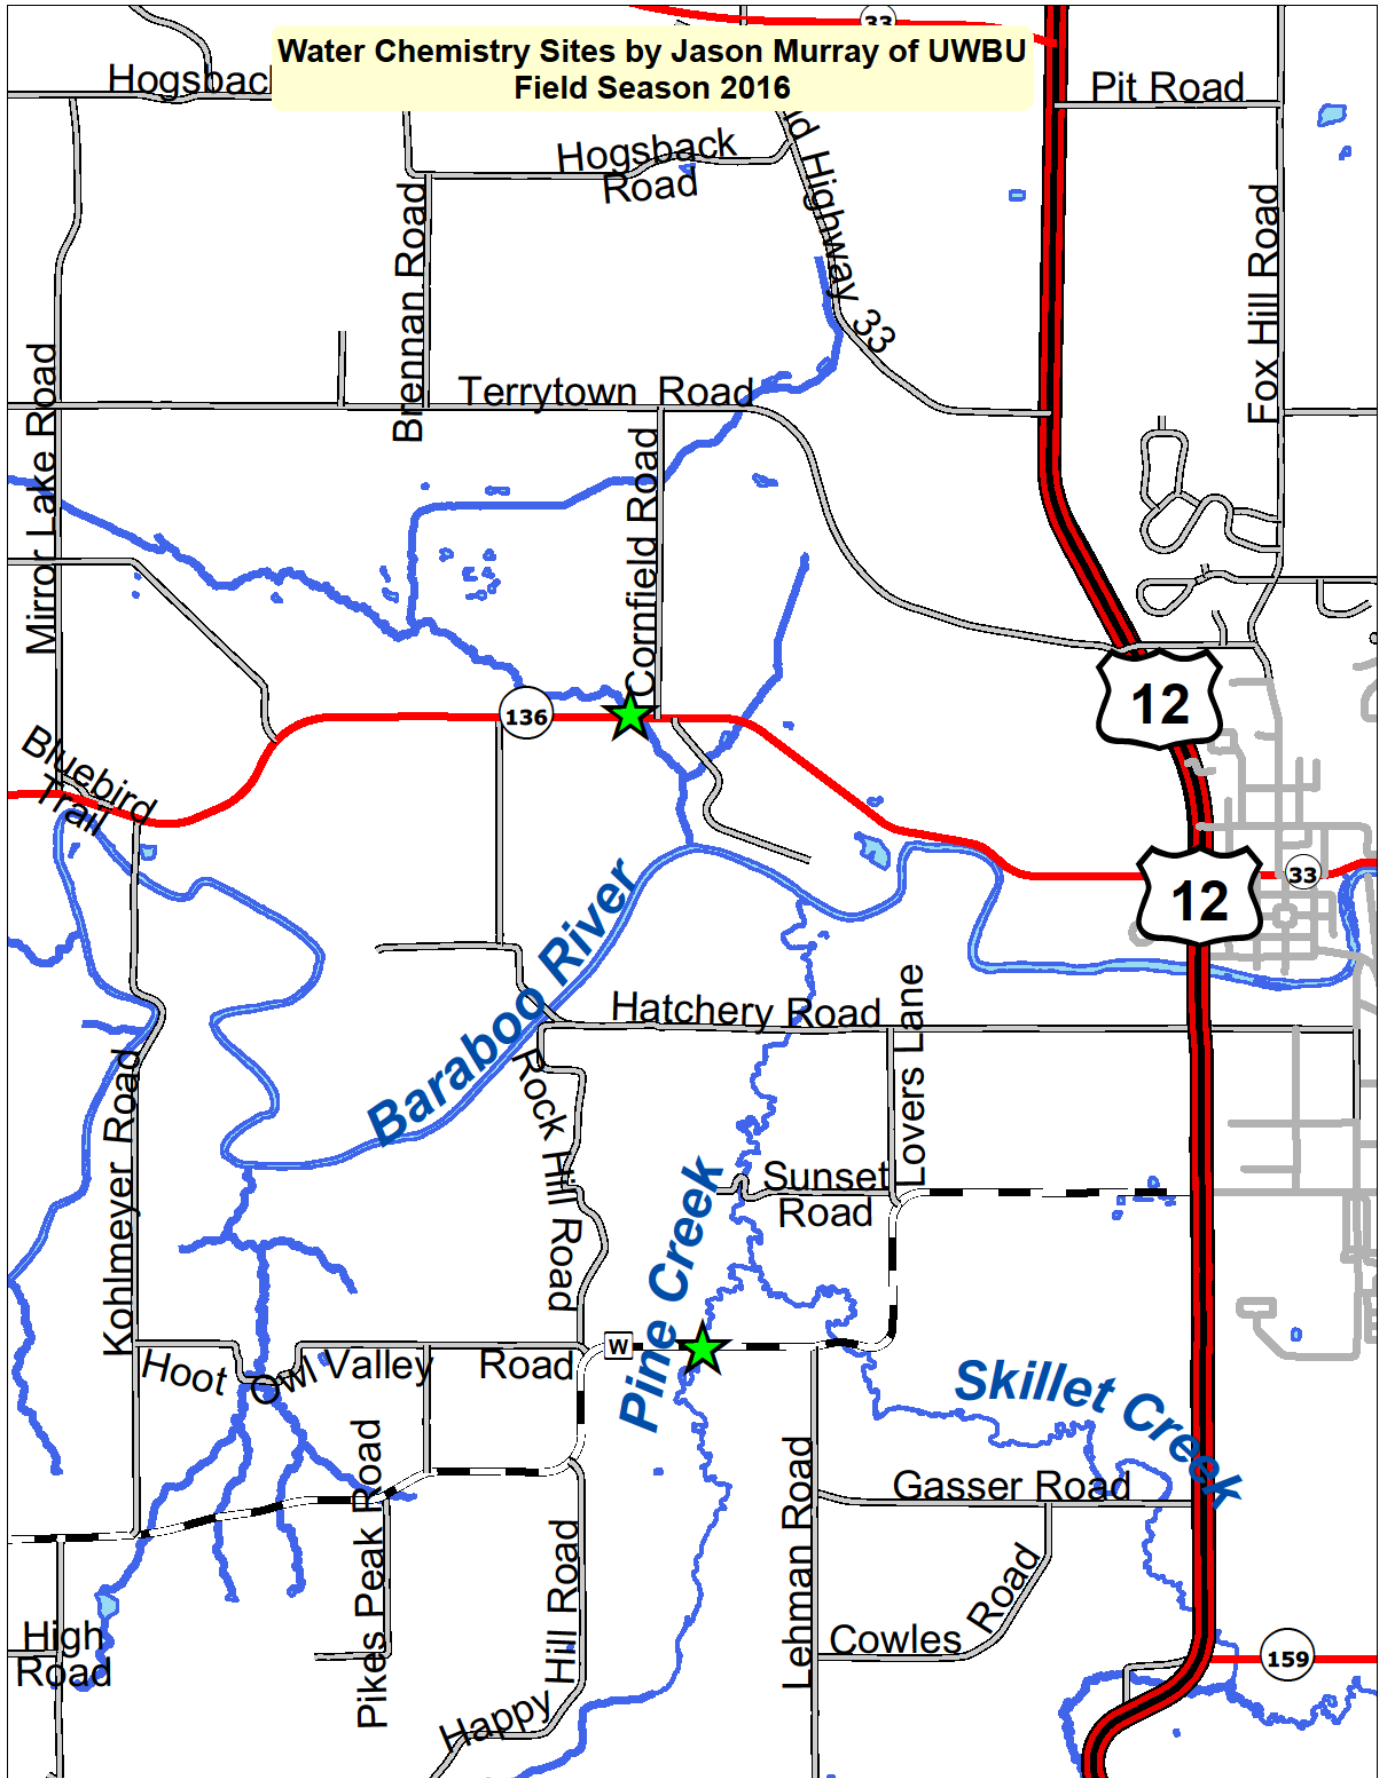 33
Water Chemistry Sites by Jason Murray of UWBU
Field Season 2016
Pit Road
Hogsback
Road
Highway 33
Brennan Road
Fox Hill Road
Mirror Lake Road
Terrytown Road
Cornfield Road
12
136
Bluebird
Trail
12
33
Baraboo River
Hatchery Road
Lovers Lane
Rock Hill Road
Kohlmeyer Road
Sunset
Road
Pine Creek
W
Hoot Owl Valley Road
Skillet Creek
Pikes Peak Road
Lehman Road
Gasser Road
Cowles Road
High
Road
Happy Hill Road
159